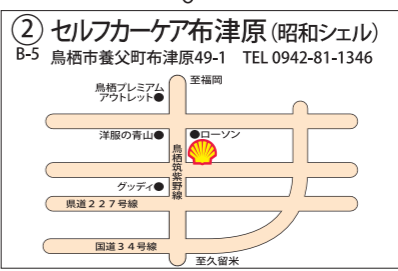 ② セルフカーケア布津原(昭和シェル)
B-5 鳥栖市養父町布津原49-1 TEL 0942-81-1346
至福岡
鳥栖プレミアム
アウトレット●
洋服の青山●
●ローソン
鳥栖筑紫野線
グッディ●
県道227号線
国道34号線
至久留米